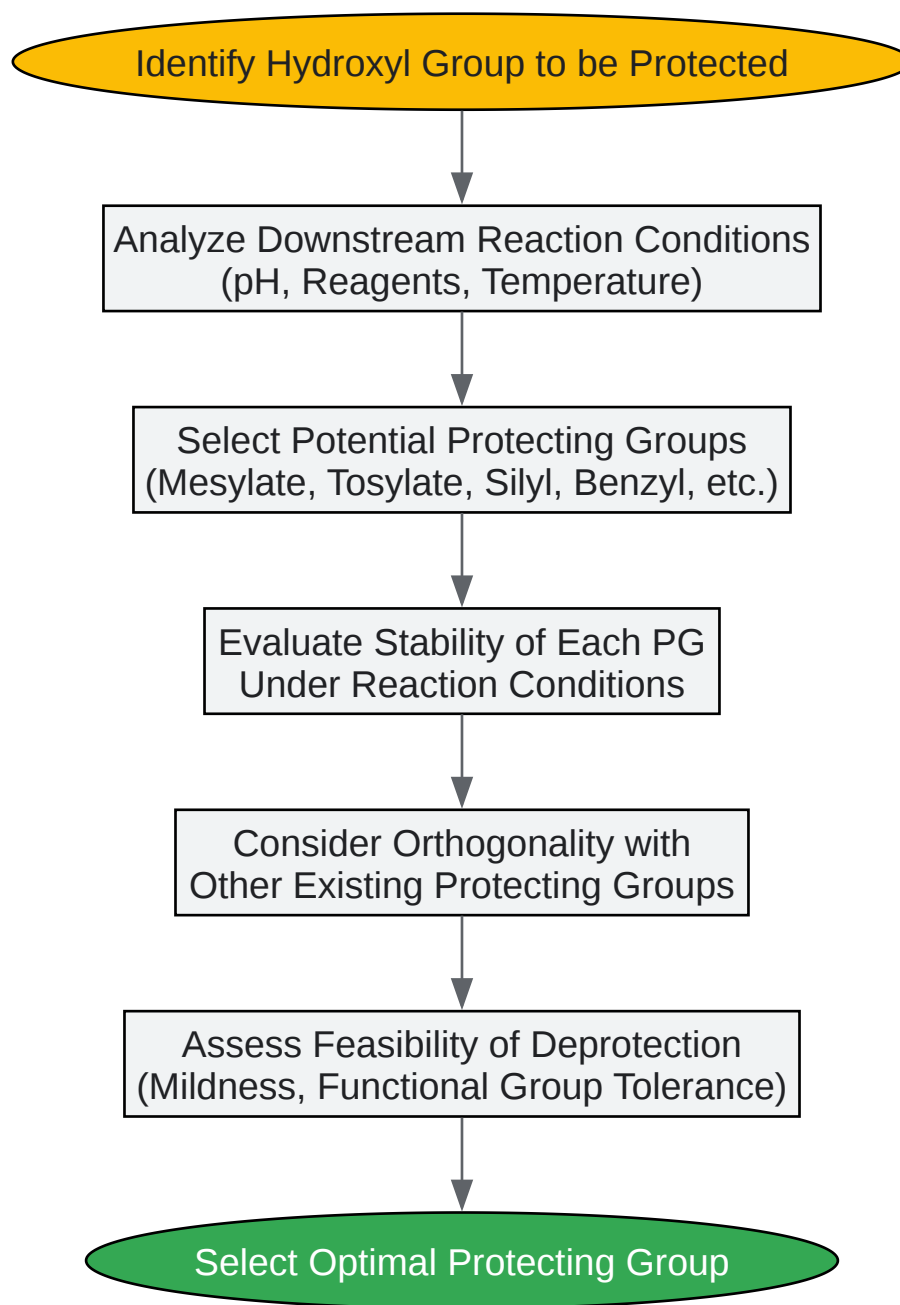 Identify Hydroxyl Group to be Protected
Analyze Downstream Reaction Conditions
(pH, Reagents, Temperature)
Select Potential Protecting Groups
(Mesylate, Tosylate, Silyl, Benzyl, etc.)
Evaluate Stability of Each PG
Under Reaction Conditions
Consider Orthogonality with
Other Existing Protecting Groups
Assess Feasibility of Deprotection
(Mildness, Functional Group Tolerance)
Select Optimal Protecting Group